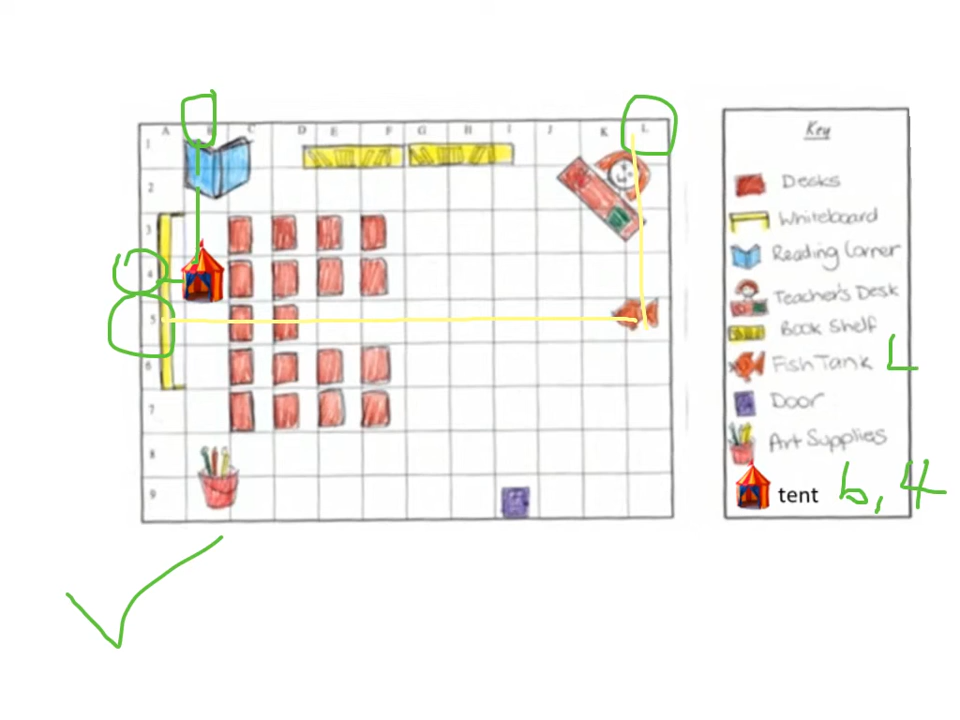 A B C D E F G H I J K L
1
2
3
4
5
6
7
8
9
Key
Desks
Whiteboard
Reading Corner
Teacher's Desk
Book Shelf
Fish Tank L
Door
Art Supplies
tent b, 4